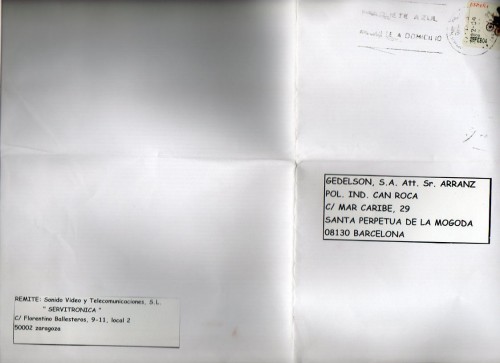 ESPAÑA
PAQUETE AZUL
A DOMICILIO
GEDELSON, S.A. Att. Sr. ARRANZ
POL. IND. CAN ROCA
C/ MAR CARIBE, 29
SANTA PERPETUA DE LA MOGODA
08130 BARCELONA
REMITE: Sonido Video y Telecomunicaciones, S.L.
" SERVITRONICA "
C/ Florentino Ballesteros, 9-11, local 2
50002 zaragoza